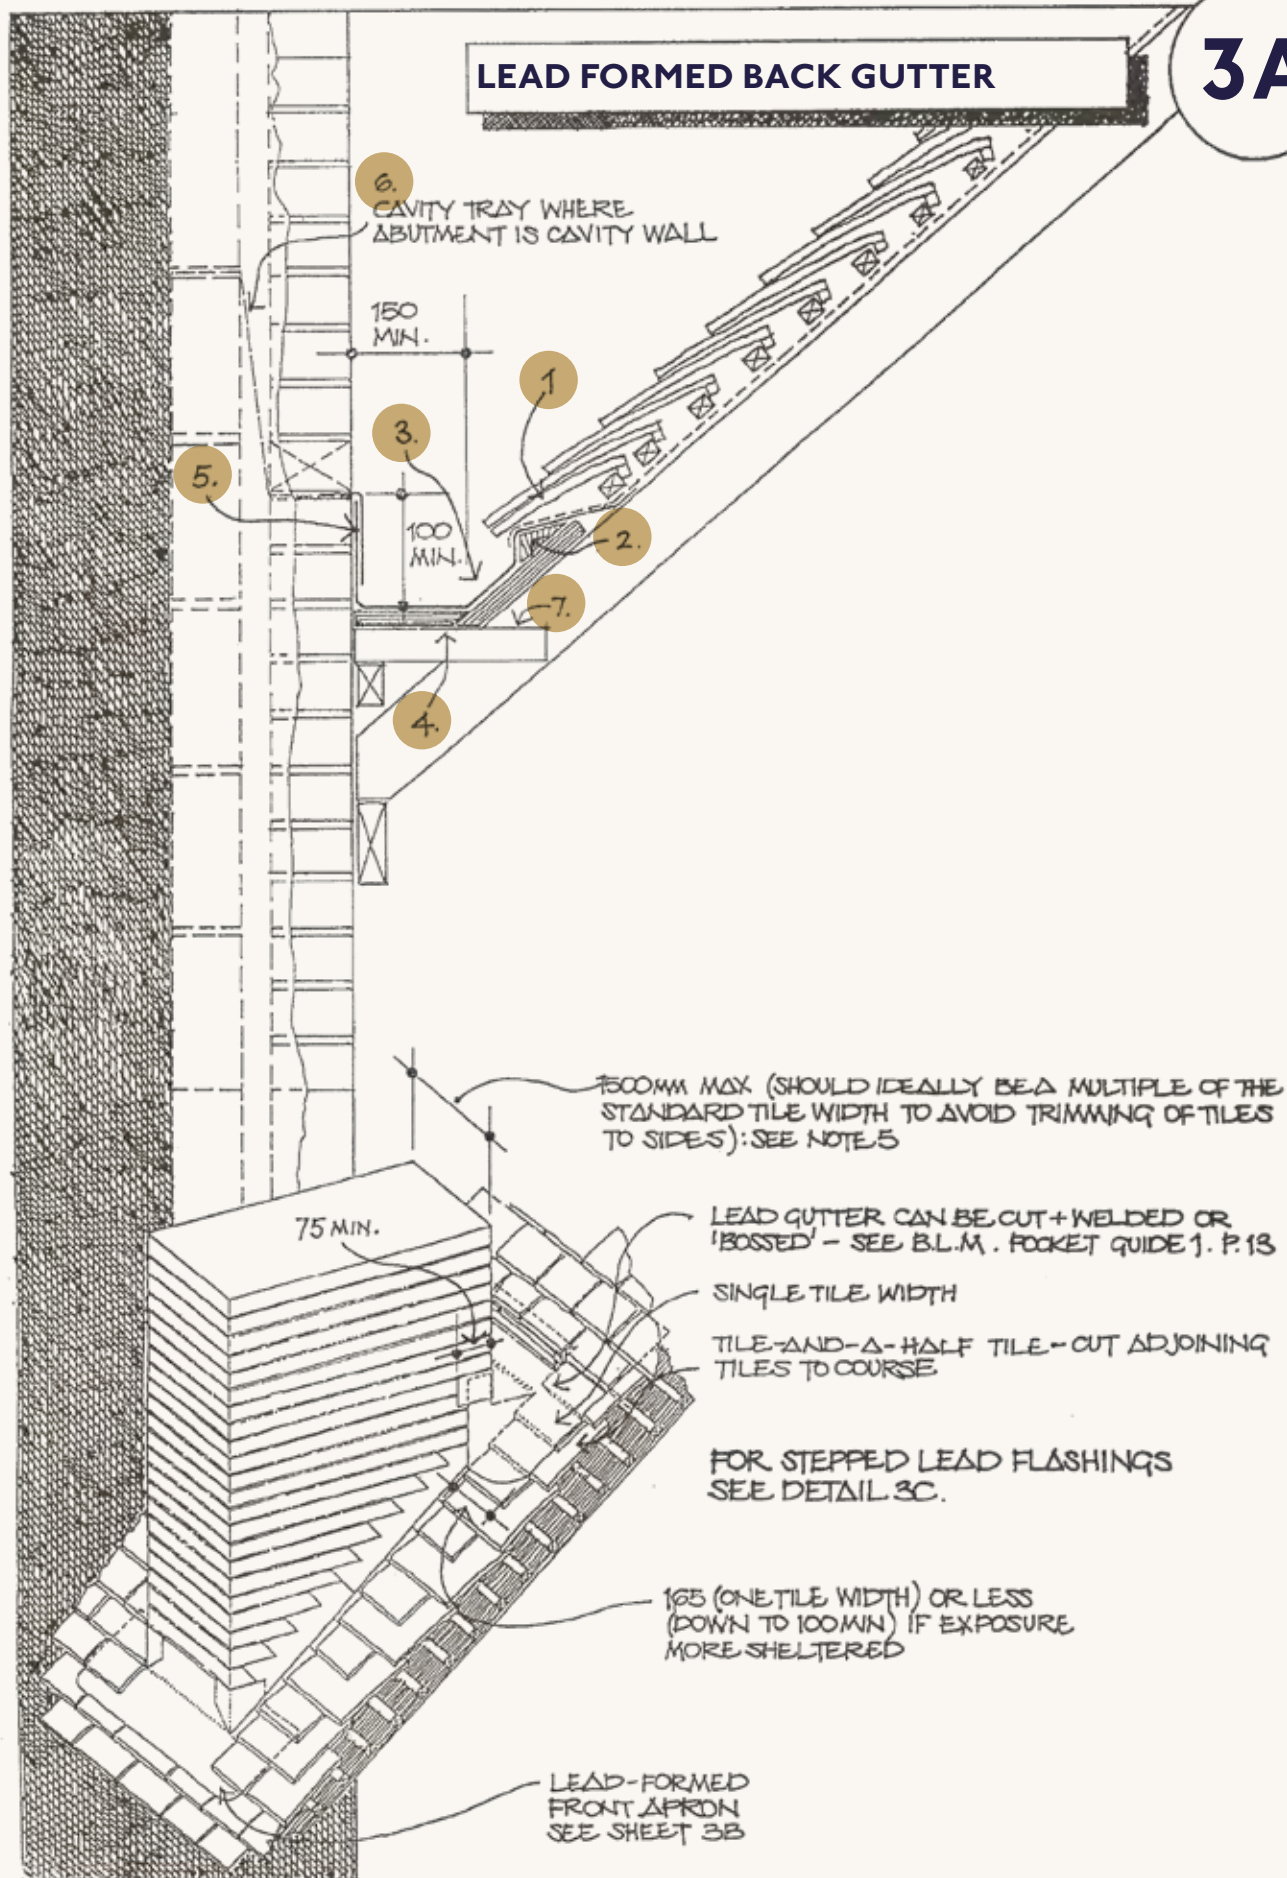 LEAD FORMED BACK GUTTER
3A
6.
CAVITY TRAY WHERE
ABUTMENT IS CAVITY WALL
150
MIN.
1
3.
5.
100
MIN.
2.
7.
4.
1500MM MAX (SHOULD IDEALLY BE A MULTIPLE OF THE
STANDARD TILE WIDTH TO AVOID TRIMMING OF TILES
TO SIDES): SEE NOTE 5
75 MIN.
LEAD GUTTER CAN BE CUT + WELDED OR
'BOSSED' - SEE B.L.M. POCKET GUIDE 1. P.13
SINGLE TILE WIDTH
TILE-AND-A-HALF TILE - CUT ADJOINING
TILES TO COURSE
FOR STEPPED LEAD FLASHINGS
SEE DETAIL 3C.
165 (ONE TILE WIDTH) OR LESS
(DOWN TO 100MIN) IF EXPOSURE
MORE SHELTERED
LEAD-FORMED
FRONT APRON
SEE SHEET 3B